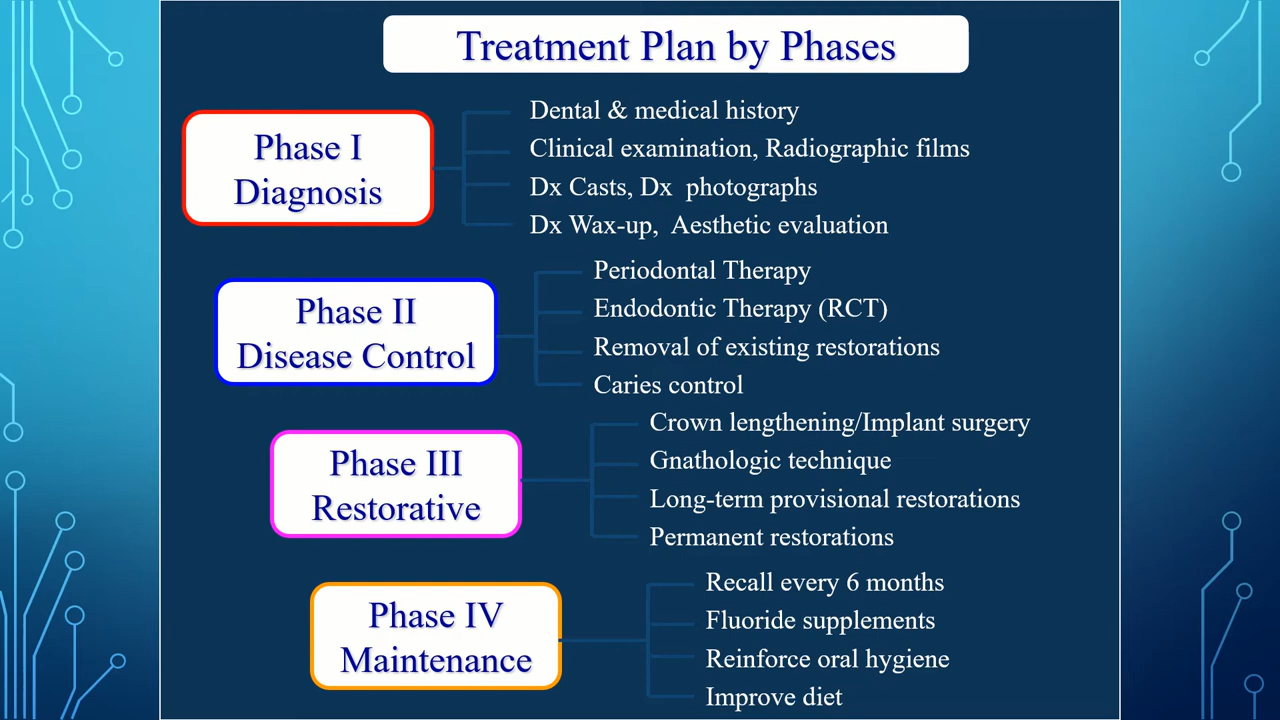 Treatment Plan by Phases
Phase I
Diagnosis
Dental & medical history
Clinical examination, Radiographic films
Dx Casts, Dx  photographs
Dx Wax-up,  Aesthetic evaluation
Phase II
Disease Control
Periodontal Therapy
Endodontic Therapy (RCT)
Removal of existing restorations
Caries control
Phase III
Restorative
Crown lengthening/Implant surgery
Gnathologic technique
Long-term provisional restorations
Permanent restorations
Phase IV
Maintenance
Recall every 6 months
Fluoride supplements
Reinforce oral hygiene
Improve diet